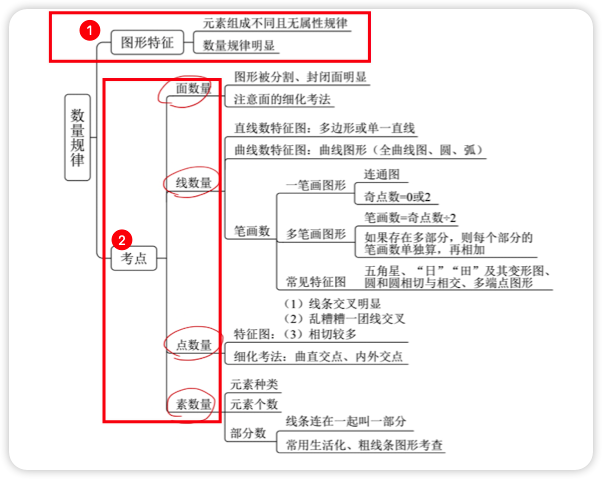 1
元素组成不同且无属性规律
图形特征
数量规律明显
数量规律
2
考点
面数量
图形被分割、封闭面明显
注意面的细化考法
线数量
直线数特征图：多边形或单一直线
曲线数特征图：曲线图形（全曲线图、圆、弧）
笔画数
一笔画图形
连通图
奇点数=0或2
多笔画图形
笔画数=奇点数÷2
如果存在多部分，则每个部分的
笔画数单独算，再相加
常见特征图
五角星、“日”“田”及其变形图、
圆和圆相切与相交、多端点图形
点数量
（1）线条交叉明显
（2）乱糟糟一团线交叉
特征图：（3）相切较多
细化考法：曲直交点、内外交点
素数量
元素种类
元素个数
部分数
线条连在一起叫一部分
常用生活化、粗线条图形考查